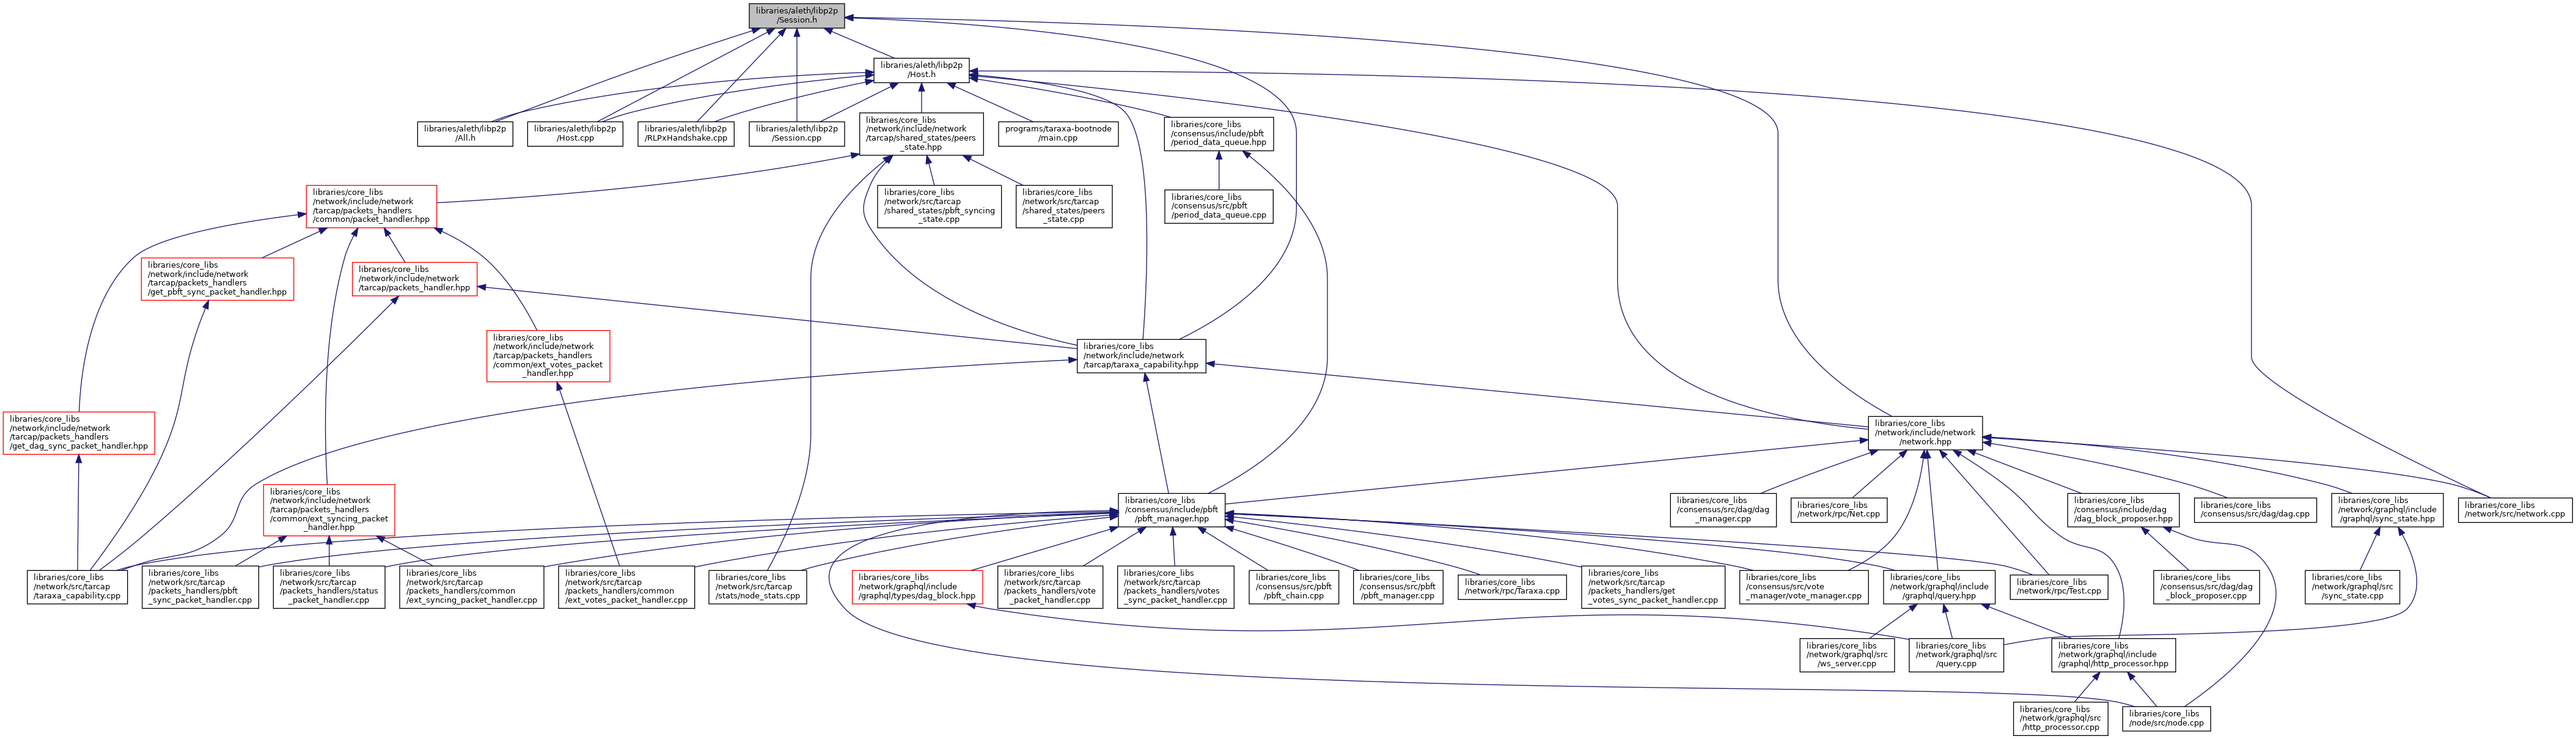 libraries/aleth/libp2p
/Session.h
libraries/aleth/libp2p
/Host.h
libraries/aleth/libp2p
/All.h
libraries/aleth/libp2p
/Host.cpp
libraries/aleth/libp2p
/RLPxHandshake.cpp
libraries/aleth/libp2p
/Session.cpp
libraries/core_libs
/network/include/network
/tarcap/shared_states/peers
_state.hpp
programs/taraxa-bootnode
/main.cpp
libraries/core_libs
/consensus/include/pbft
/period_data_queue.hpp
libraries/core_libs
/network/include/network
/tarcap/packets_handlers
/common/packet_handler.hpp
libraries/core_libs
/network/src/tarcap
/shared_states/pbft_syncing
_state.cpp
libraries/core_libs
/network/src/tarcap
/shared_states/peers
_state.cpp
libraries/core_libs
/consensus/src/pbft
/period_data_queue.cpp
libraries/core_libs
/network/include/network
/tarcap/packets_handlers
/get_pbft_sync_packet_handler.hpp
libraries/core_libs
/network/include/network
/tarcap/packets_handler.hpp
libraries/core_libs
/network/include/network
/tarcap/packets_handlers
/common/ext_votes_packet
_handler.hpp
libraries/core_libs
/network/include/network
/tarcap/taraxa_capability.hpp
libraries/core_libs
/network/include/network
/tarcap/packets_handlers
/get_dag_sync_packet_handler.hpp
libraries/core_libs
/network/include/network
/network.hpp
libraries/core_libs
/network/include/network
/tarcap/packets_handlers
/common/ext_syncing_packet
_handler.hpp
libraries/core_libs
/consensus/include/pbft
/pbft_manager.hpp
libraries/core_libs
/consensus/src/dag/dag
_manager.cpp
libraries/core_libs
/network/rpc/Net.cpp
libraries/core_libs
/consensus/include/dag
/dag_block_proposer.hpp
libraries/core_libs
/consensus/src/dag/dag.cpp
libraries/core_libs
/network/graphql/include
/graphql/sync_state.hpp
libraries/core_libs
/network/src/network.cpp
libraries/core_libs
/network/src/tarcap
/taraxa_capability.cpp
libraries/core_libs
/network/src/tarcap
/packets_handlers/pbft
_sync_packet_handler.cpp
libraries/core_libs
/network/src/tarcap
/packets_handlers/status
_packet_handler.cpp
libraries/core_libs
/network/src/tarcap
/packets_handlers/common
/ext_syncing_packet_handler.cpp
libraries/core_libs
/network/src/tarcap
/packets_handlers/common
/ext_votes_packet_handler.cpp
libraries/core_libs
/network/src/tarcap
/stats/node_stats.cpp
libraries/core_libs
/network/graphql/include
/graphql/types/dag_block.hpp
libraries/core_libs
/network/src/tarcap
/packets_handlers/vote
_packet_handler.cpp
libraries/core_libs
/network/src/tarcap
/packets_handlers/votes
_sync_packet_handler.cpp
libraries/core_libs
/consensus/src/pbft
/pbft_chain.cpp
libraries/core_libs
/consensus/src/pbft
/pbft_manager.cpp
libraries/core_libs
/network/rpc/Taraxa.cpp
libraries/core_libs
/network/src/tarcap
/packets_handlers/get
_votes_sync_packet_handler.cpp
libraries/core_libs
/consensus/src/vote
_manager/vote_manager.cpp
libraries/core_libs
/network/graphql/include
/graphql/query.hpp
libraries/core_libs
/network/rpc/Test.cpp
libraries/core_libs
/consensus/src/dag/dag
_block_proposer.cpp
libraries/core_libs
/network/graphql/src
/sync_state.cpp
libraries/core_libs
/network/graphql/src
/ws_server.cpp
libraries/core_libs
/network/graphql/src
/query.cpp
libraries/core_libs
/network/graphql/include
/graphql/http_processor.hpp
libraries/core_libs
/network/graphql/src
/http_processor.cpp
libraries/core_libs
/node/src/node.cpp